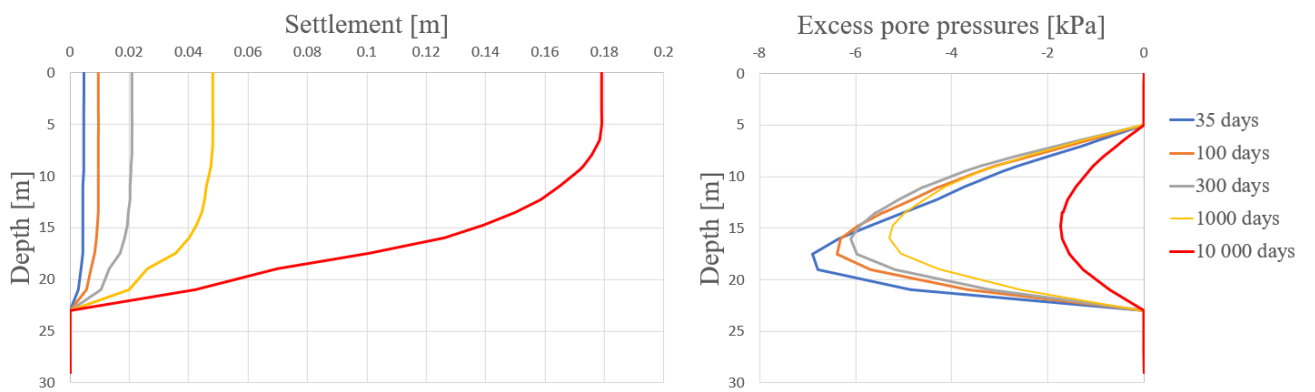 Settlement [m]
0 0.02 0.04 0.06 0.08 0.1 0.12 0.14 0.16 0.18 0.2
Depth [m]
0
5
10
15
20
25
30
Excess pore pressures [kPa]
-8 -6 -4 -2 0
Depth [m]
0
5
10
15
20
25
30
35 days
100 days
300 days
1000 days
10 000 days